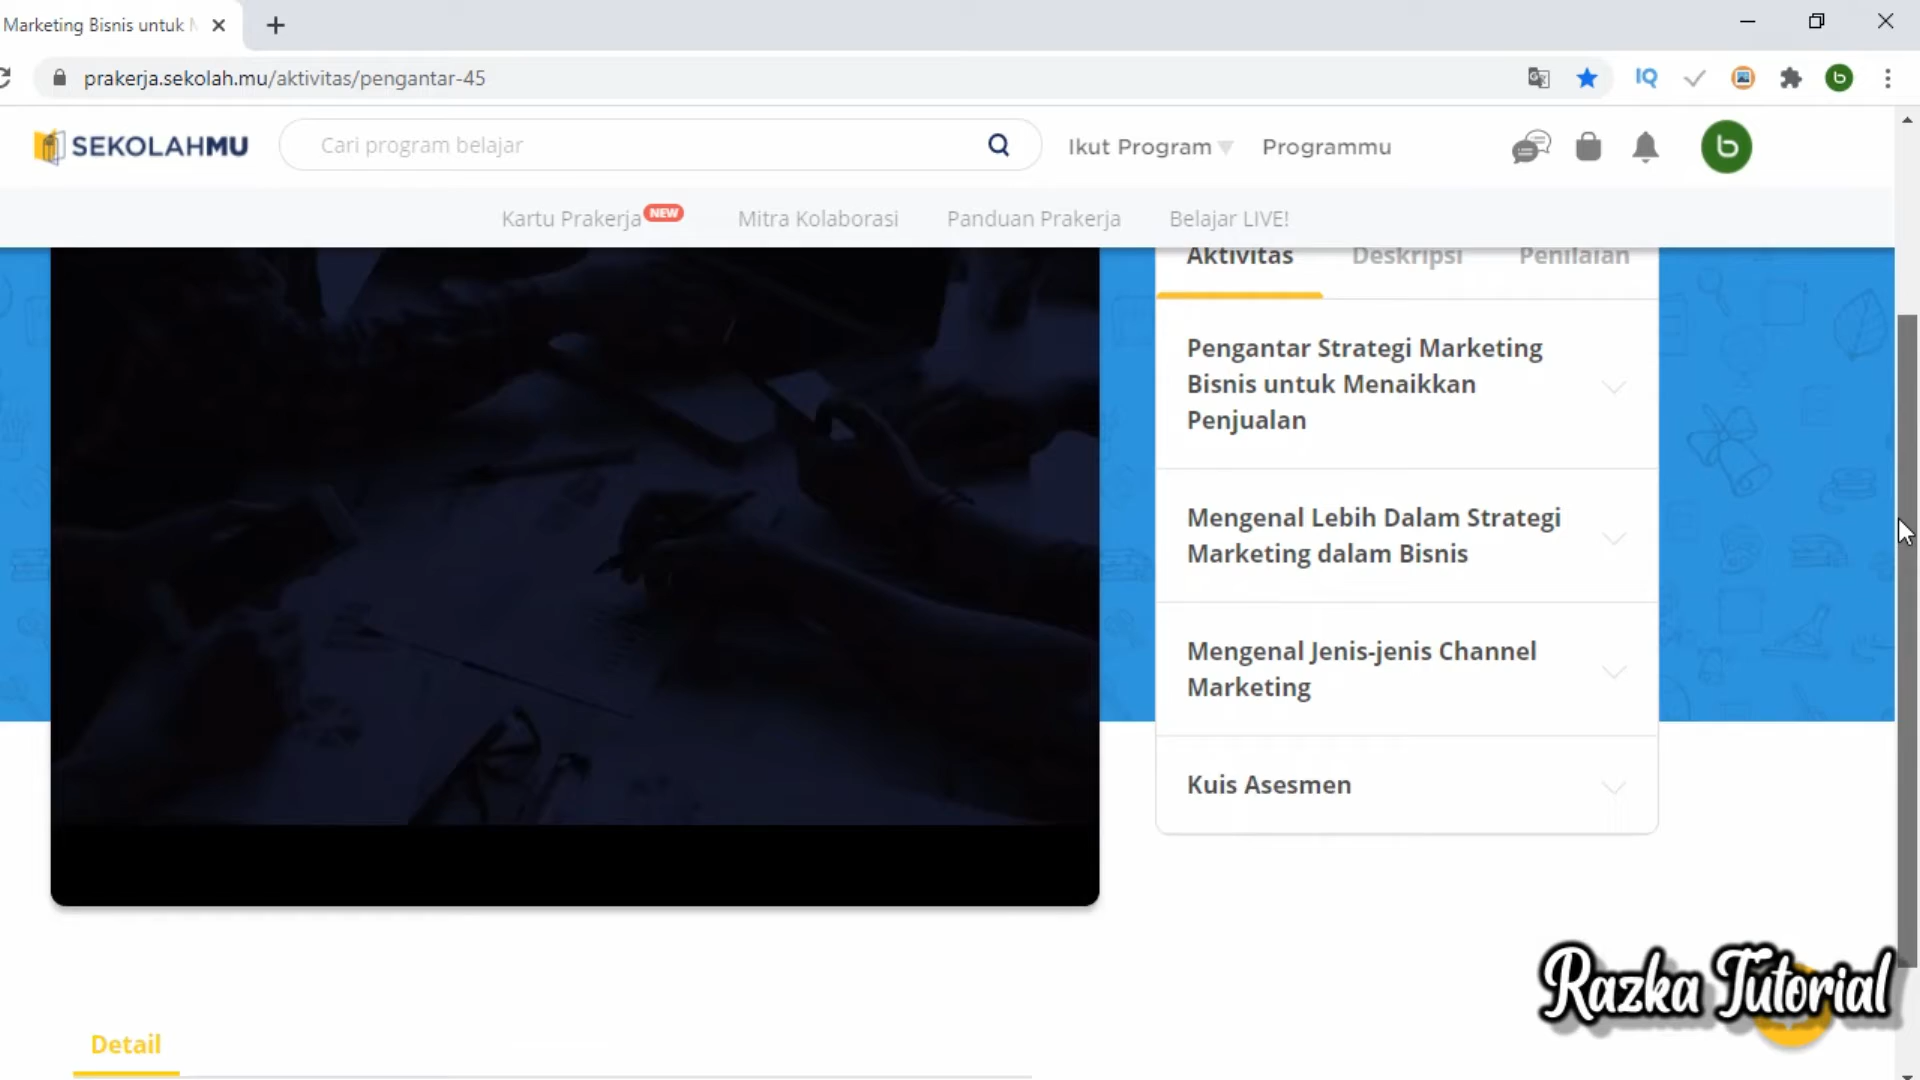 Marketing Bisnis untuk
prakerja.sekolah.mu/aktivitas/pengantar-45
IQ
b
SEKOLAHMU
Cari program belajar
Ikut Program
Programmu
b
Kartu Prakerja NEW
Mitra Kolaborasi
Panduan Prakerja
Belajar LIVE!
Aktivitas
Deskripsi
Penilaian
Pengantar Strategi Marketing
Bisnis untuk Menaikkan
Penjualan
Mengenal Lebih Dalam Strategi
Marketing dalam Bisnis
Mengenal Jenis-jenis Channel
Marketing
Kuis Asesmen
Razka Tutorial
Detail